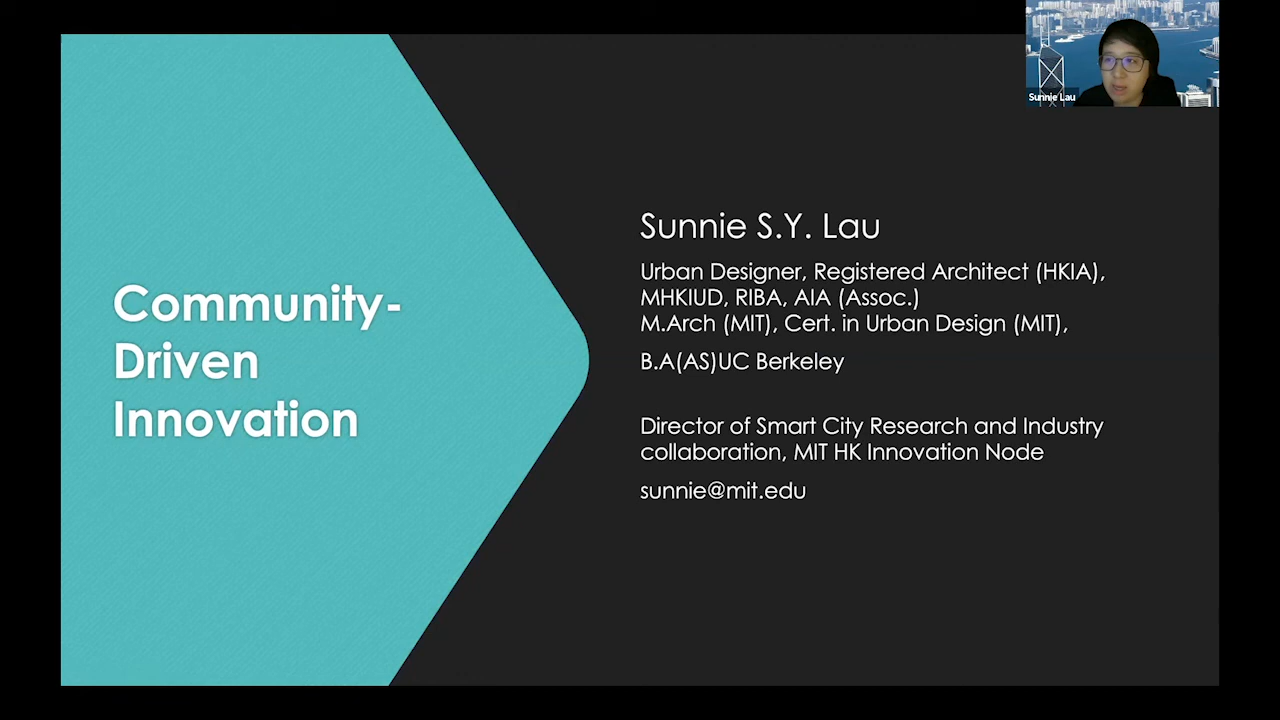 Sunnie Lau
Community-
Driven
Innovation
Sunnie S.Y. Lau
Urban Designer, Registered Architect (HKIA),
MHKIUD, RIBA, AIA (Assoc.)
M.Arch (MIT), Cert. in Urban Design (MIT),
B.A(AS)UC Berkeley
Director of Smart City Research and Industry
collaboration, MIT HK Innovation Node
sunnie@mit.edu